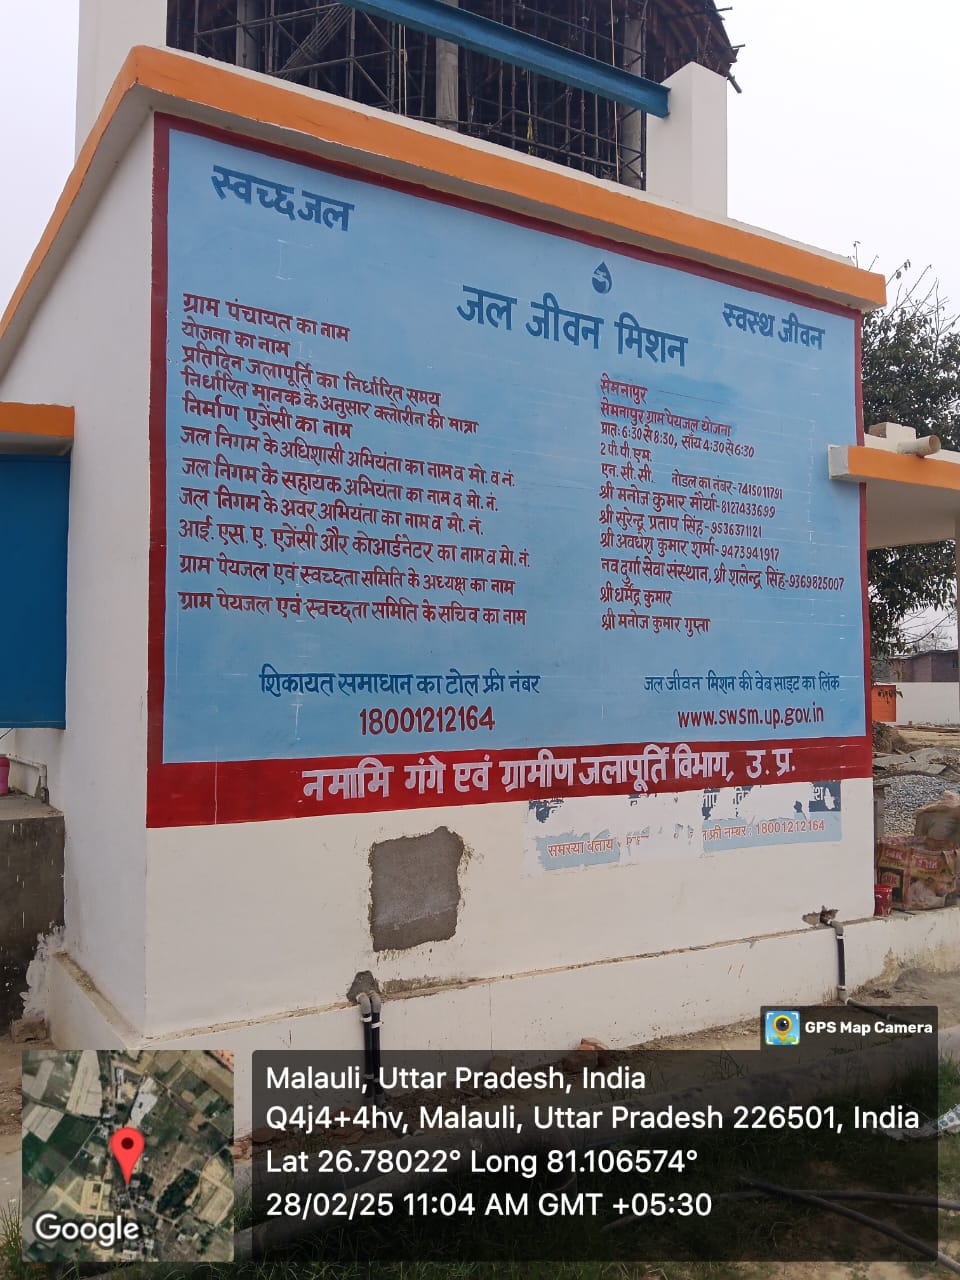 स्वच्छ जल
जल जीवन मिशन
स्वस्थ जीवन
ग्राम पंचायत का नाम सेमनापुर
योजना का नाम सेमनापुर ग्राम पेयजल योजना
प्रतिदिन जलापूर्ति का निर्धारित समय प्रातः 6:30 से 8:30, सॉय 4:30 से 6:30
निर्धारित मानक के अनुसार क्लोरीन की मात्रा 2 पी.पी.एम.
निर्माण एजेंसी का नाम एन.सी.सी. नोडल का नंबर-7415011791
जल निगम के अधिशासी अभियंता का नाम व मो. व नं. श्री मनोज कुमार मौर्या-8127433699
जल निगम के सहायक अभियंता का नाम व मो. नं. श्री सुरेन्द्र प्रताप सिंह-9536371121
जल निगम के अवर अभियंता का नाम व मो. नं. श्री अवधेश कुमार शर्मा-9473941917
आई. एस. ए. एजेंसी और कोआर्डनेटर का नाम व मो. नं. नव दुर्गा सेवा संस्थान, श्री शलेन्द्र सिंह-9369825007
ग्राम पेयजल एवं स्वच्छता समिति के अध्यक्ष का नाम श्री धर्मेंद्र कुमार
ग्राम पेयजल एवं स्वच्छता समिति के सचिव का नाम श्री मनोज कुमार गुप्ता
शिकायत समाधान का टोल फ्री नंबर
18001212164
जल जीवन मिशन की वेब साइट का लिंक
www.swsm.up.gov.in
नमामि गंगे एवं ग्रामीण जलापूर्ति विभाग, उ. प्र.
समस्या बताय
फ्री नम्बर : 18001212164
GPS Map Camera
Malauli, Uttar Pradesh, India
Q4j4+4hv, Malauli, Uttar Pradesh 226501, India
Lat 26.78022° Long 81.106574°
28/02/25 11:04 AM GMT +05:30
Google